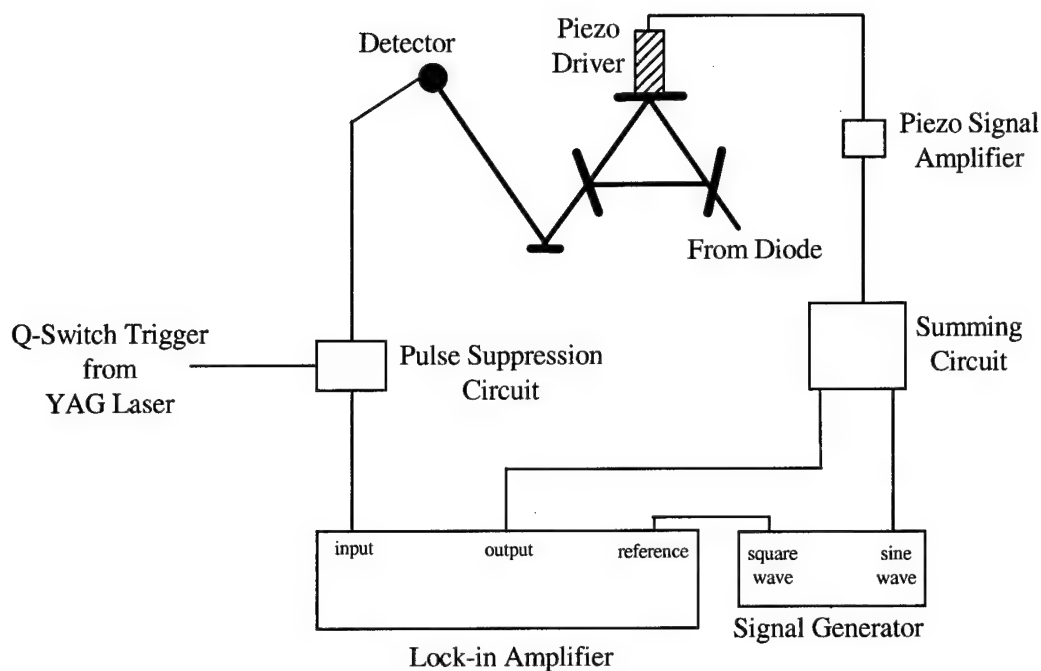 Piezo
Driver
Detector
Piezo Signal
Amplifier
From Diode
Q-Switch Trigger
from
YAG Laser
Pulse Suppression
Circuit
Summing
Circuit
input
output
reference
square
wave
sine
wave
Lock-in Amplifier
Signal Generator